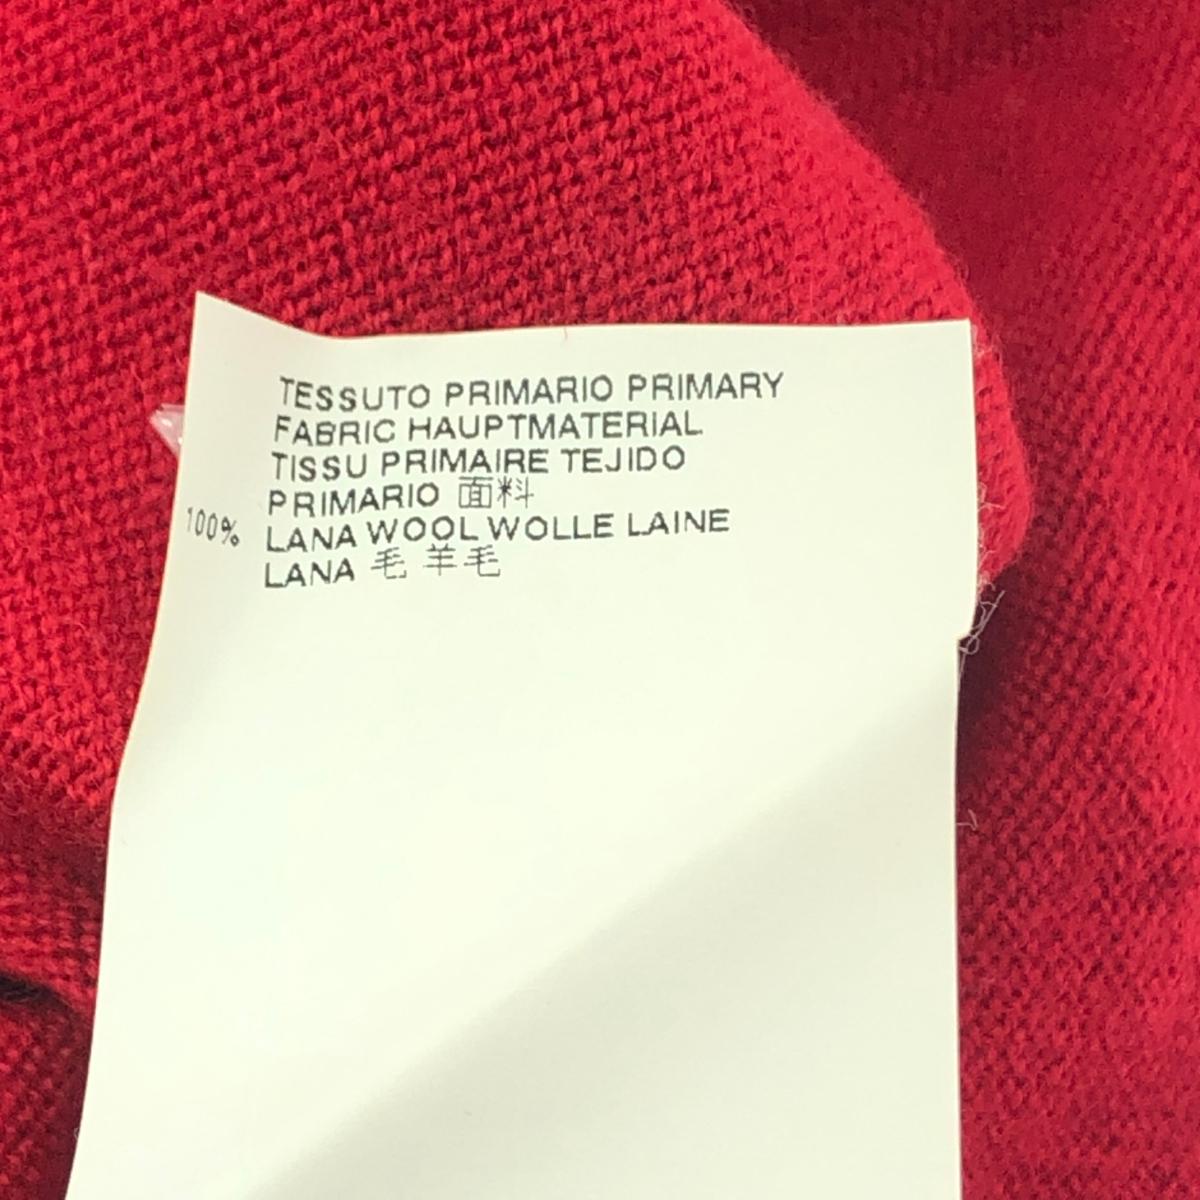 TESSUTO PRIMARIO PRIMARY
FABRIC HAUPTMATERIAL
TISSU PRIMAIRE TEJIDO
PRIMARIO 面料
100% LANA WOOL WOLLE LAINE
LANA 毛 羊毛